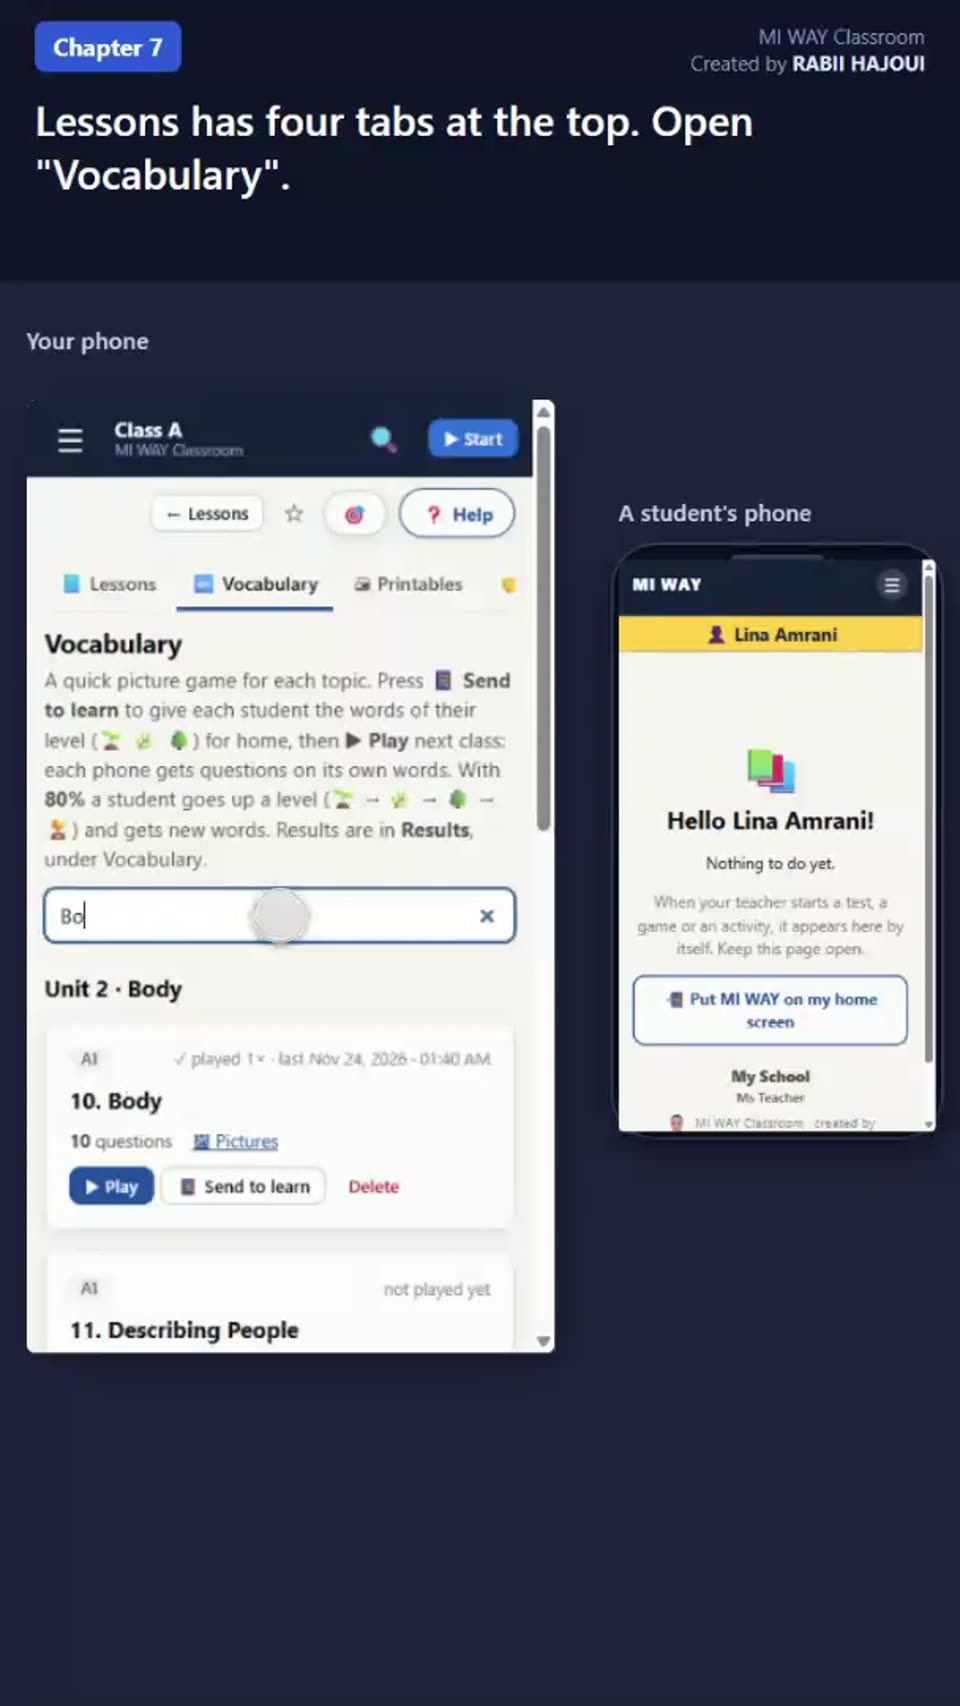 Chapter 7
MI WAY Classroom
Created by RABII HAJOUI
Lessons has four tabs at the top. Open
"Vocabulary".
Your phone
Class A
MI WAY Classroom
▶ Start
← Lessons
? Help
Lessons
Vocabulary
Printables
Vocabulary
A quick picture game for each topic. Press Send
to learn to give each student the words of their
level ( ) for home, then ▶ Play next class:
each phone gets questions on its own words. With
80% a student goes up a level ( → → →
) and gets new words. Results are in Results,
under Vocabulary.
Bo
Unit 2 · Body
A1
✓ played 1× · last Nov 24, 2026 - 01:40 AM
10. Body
10 questions
Pictures
▶ Play
Send to learn
Delete
A1
not played yet
11. Describing People
A student's phone
MI WAY
Lina Amrani
Hello Lina Amrani!
Nothing to do yet.
When your teacher starts a test, a
game or an activity, it appears here by
itself. Keep this page open.
Put MI WAY on my home
screen
My School
Ms Teacher
MI WAY Classroom · created by